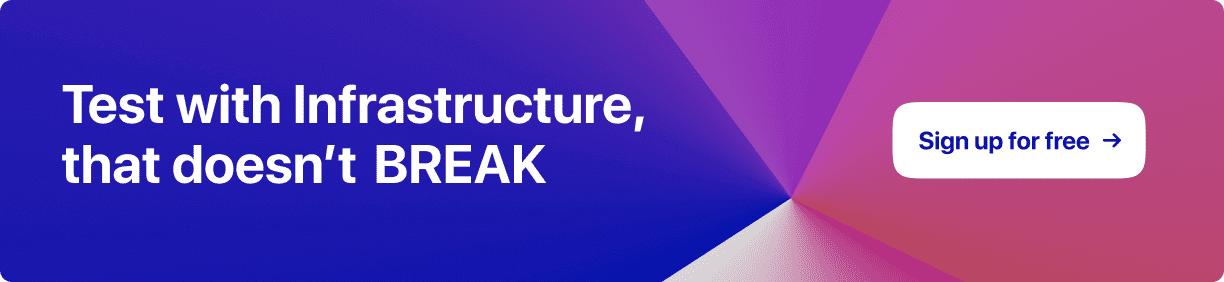 Test with Infrastructure,
that doesn’t BREAK
Sign up for free →